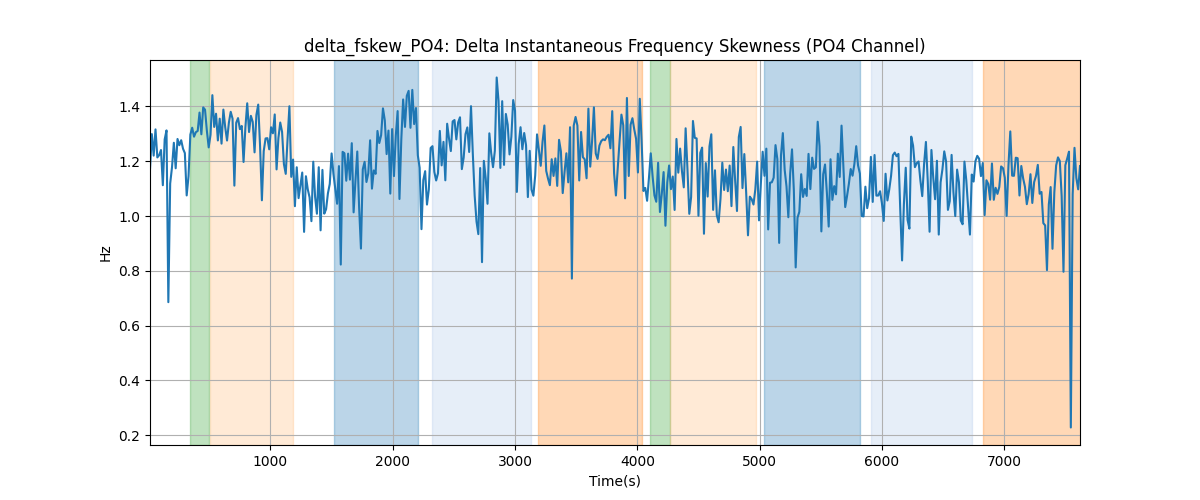 delta_fskew_PO4: Delta Instantaneous Frequency Skewness (PO4 Channel)
Hz
1.4
1.2
1.0
0.8
0.6
0.4
0.2
1000 2000 3000 4000 5000 6000 7000
Time(s)